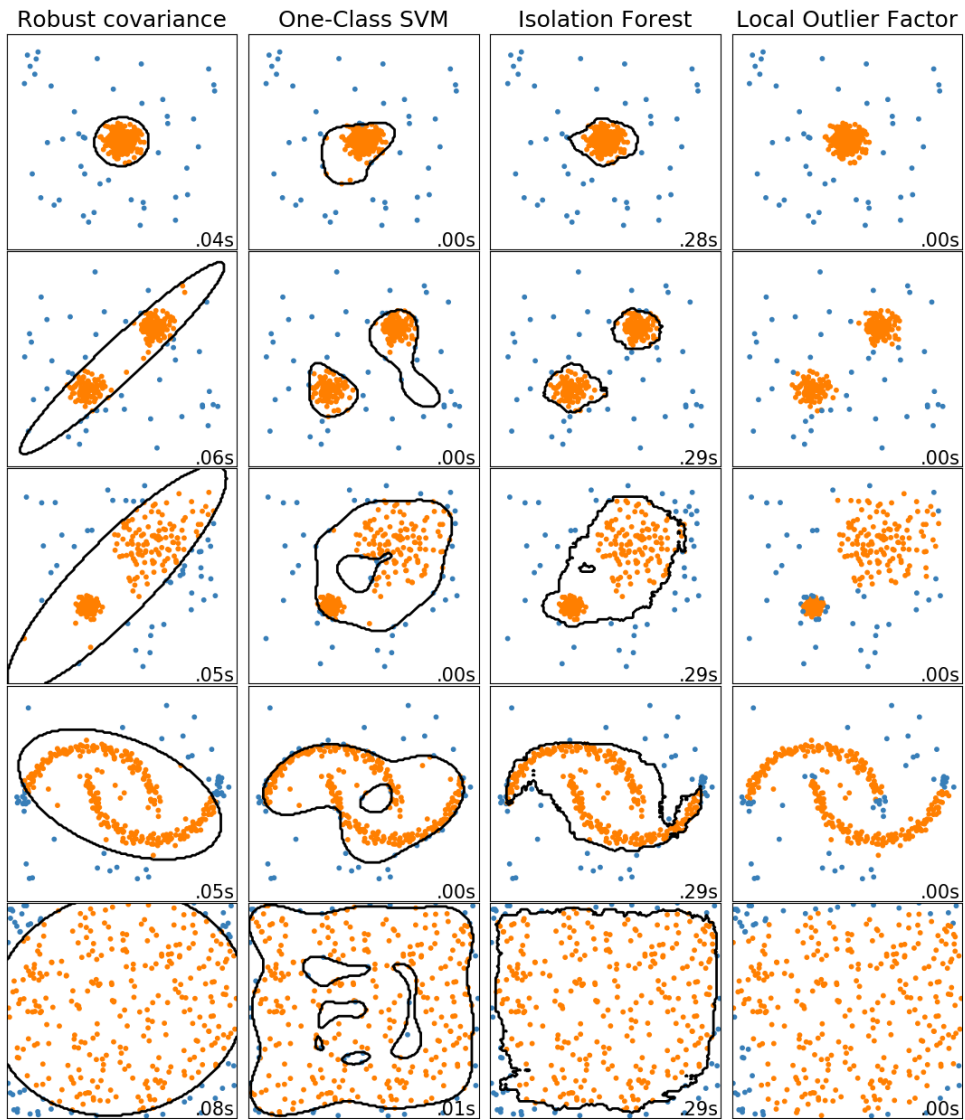 Robust covariance One-Class SVM Isolation Forest Local Outlier Factor
.04s .00s .28s .00s
.06s .00s .29s .00s
.05s .00s .29s .00s
.05s .00s .29s .00s
.08s .01s .29s .00s